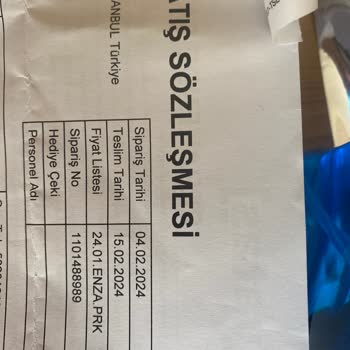 ATIŞ SÖZLEŞMESİ
ANBUL Türkiye
Sipariş Tarihi 04.02.2024
Teslim Tarihi 15.02.2024
Fiyat Listesi 24.01.ENZA.PRK
Sipariş No 1101488989
Hediye Çeki
Personel Adı